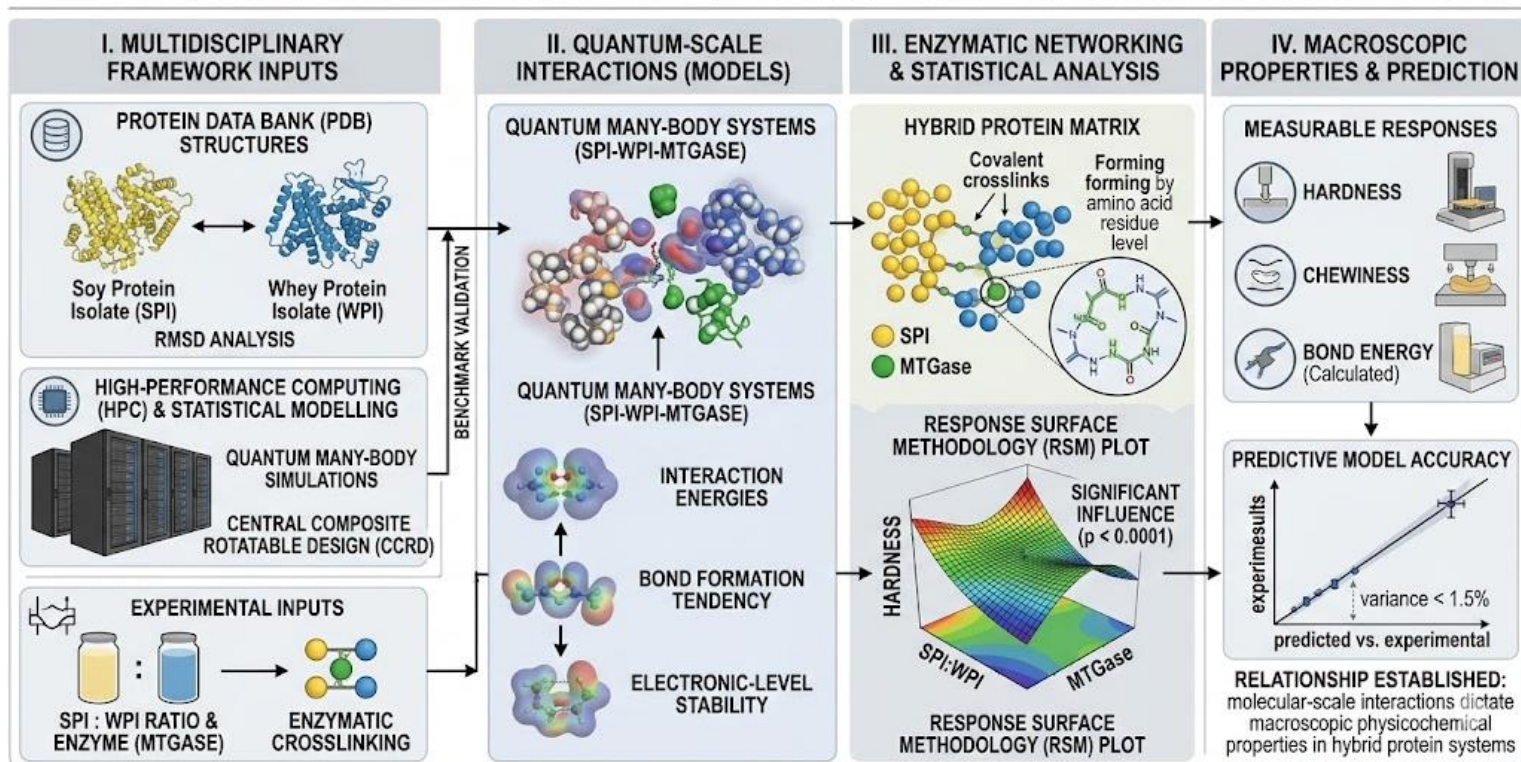 I. MULTIDISCIPLINARY
FRAMEWORK INPUTS
PROTEIN DATA BANK (PDB)
STRUCTURES
Soy Protein
Isolate (SPI)
Whey Protein
Isolate (WPI)
RMSD ANALYSIS
HIGH-PERFORMANCE COMPUTING
(HPC) & STATISTICAL MODELLING
QUANTUM MANY-BODY
SIMULATIONS
CENTRAL COMPOSITE
ROTATABLE DESIGN (CCRD)
EXPERIMENTAL INPUTS
:
SPI : WPI RATIO &
ENZYME (MTGASE)
ENZYMATIC
CROSSLINKING
BENCHMARK VALIDATION
II. QUANTUM-SCALE
INTERACTIONS (MODELS)
QUANTUM MANY-BODY SYSTEMS
(SPI-WPI-MTGASE)
QUANTUM MANY-BODY SYSTEMS
(SPI-WPI-MTGASE)
INTERACTION
ENERGIES
BOND FORMATION
TENDENCY
ELECTRONIC-LEVEL
STABILITY
III. ENZYMATIC NETWORKING
& STATISTICAL ANALYSIS
HYBRID PROTEIN MATRIX
Covalent
crosslinks
Forming
forming by
amino acid
residue
level
SPI
MTGase
RESPONSE SURFACE
METHODOLOGY (RSM) PLOT
SIGNIFICANT
INFLUENCE
(p < 0.0001)
HARDNESS
SPI:WPI
MTGase
RESPONSE SURFACE
METHODOLOGY (RSM) PLOT
IV. MACROSCOPIC
PROPERTIES & PREDICTION
MEASURABLE RESPONSES
HARDNESS
CHEWINESS
BOND ENERGY
(Calculated)
PREDICTIVE MODEL ACCURACY
experimesults
variance < 1.5%
predicted vs. experimental
RELATIONSHIP ESTABLISHED:
molecular-scale interactions dictate
macroscopic physicochemical
properties in hybrid protein systems